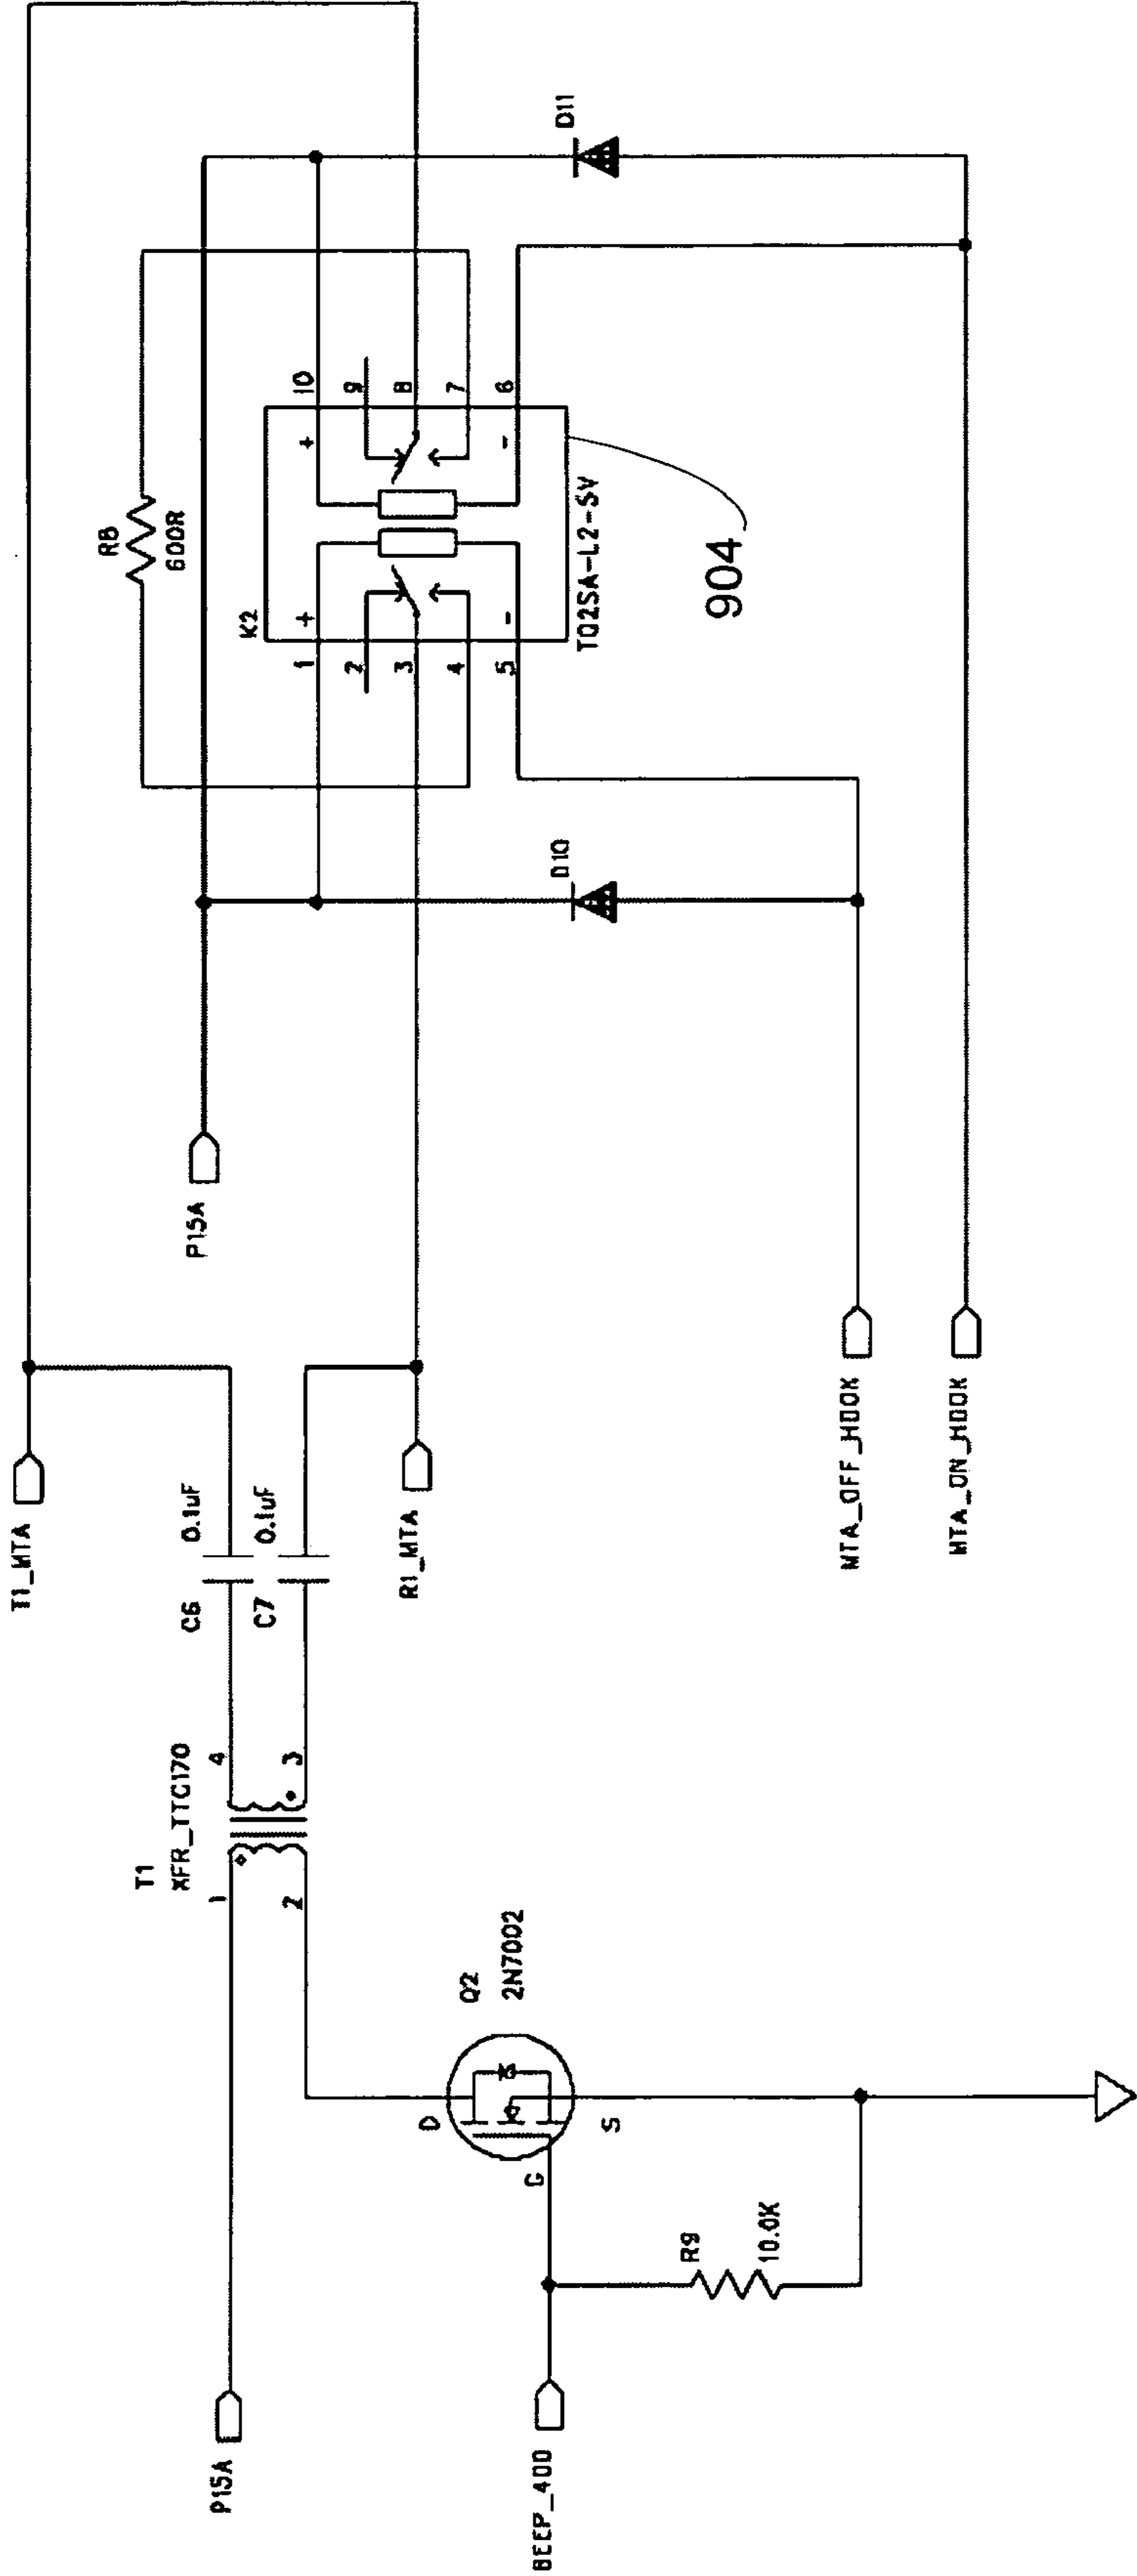 T1_MTA
P15A
R8
600R
D11
K2
1
+
2
3
4
5
-
10
+
9
8
7
6
-
TQ2SA-L2-5V
904
D10
C6
0.1uF
C7
0.1uF
R1_MTA
MTA_OFF_HOOK
MTA_ON_HOOK
T1
XFR_TTC170
1
2
4
3
P15A
Q2
2N7002
D
G
S
BEEP_400
R9
10.0K